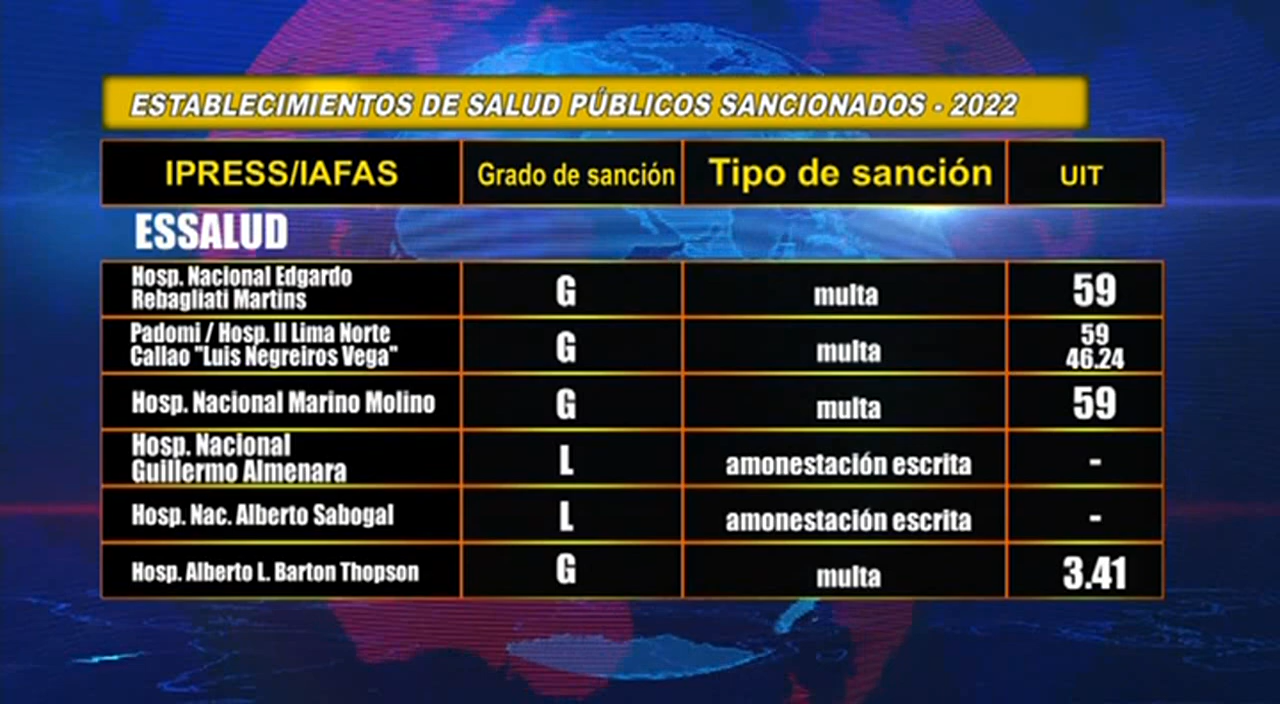 ESTABLECIMIENTOS DE SALUD PÚBLICOS SANCIONADOS - 2022
IPRESS/IAFAS Grado de sanción Tipo de sanción UIT
ESSALUD
Hosp. Nacional Edgardo
Rebagliati Martins
G multa 59
Padomi / Hosp. II Lima Norte
Callao "Luis Negreiros Vega"
G multa 59
46.24
Hosp. Nacional Marino Molino G multa 59
Hosp. Nacional
Guillermo Almenara
L amonestación escrita -
Hosp. Nac. Alberto Sabogal L amonestación escrita -
Hosp. Alberto L. Barton Thopson G multa 3.41